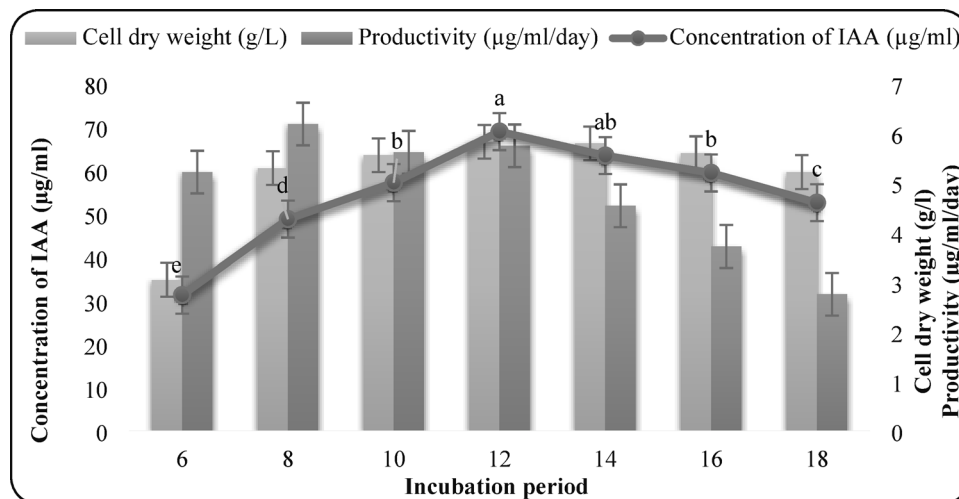 Cell dry weight (g/L) Productivity (µg/ml/day) Concentration of IAA (µg/ml)
80
70
60
50
40
30
20
10
0
Concentration of IAA (µg/ml)
e
d
b
a
ab
b
c
7
6
5
4
3
2
1
0
Cell dry weight (g/l)
Productivity (µg/ml/day)
6 8 10 12 14 16 18
Incubation period